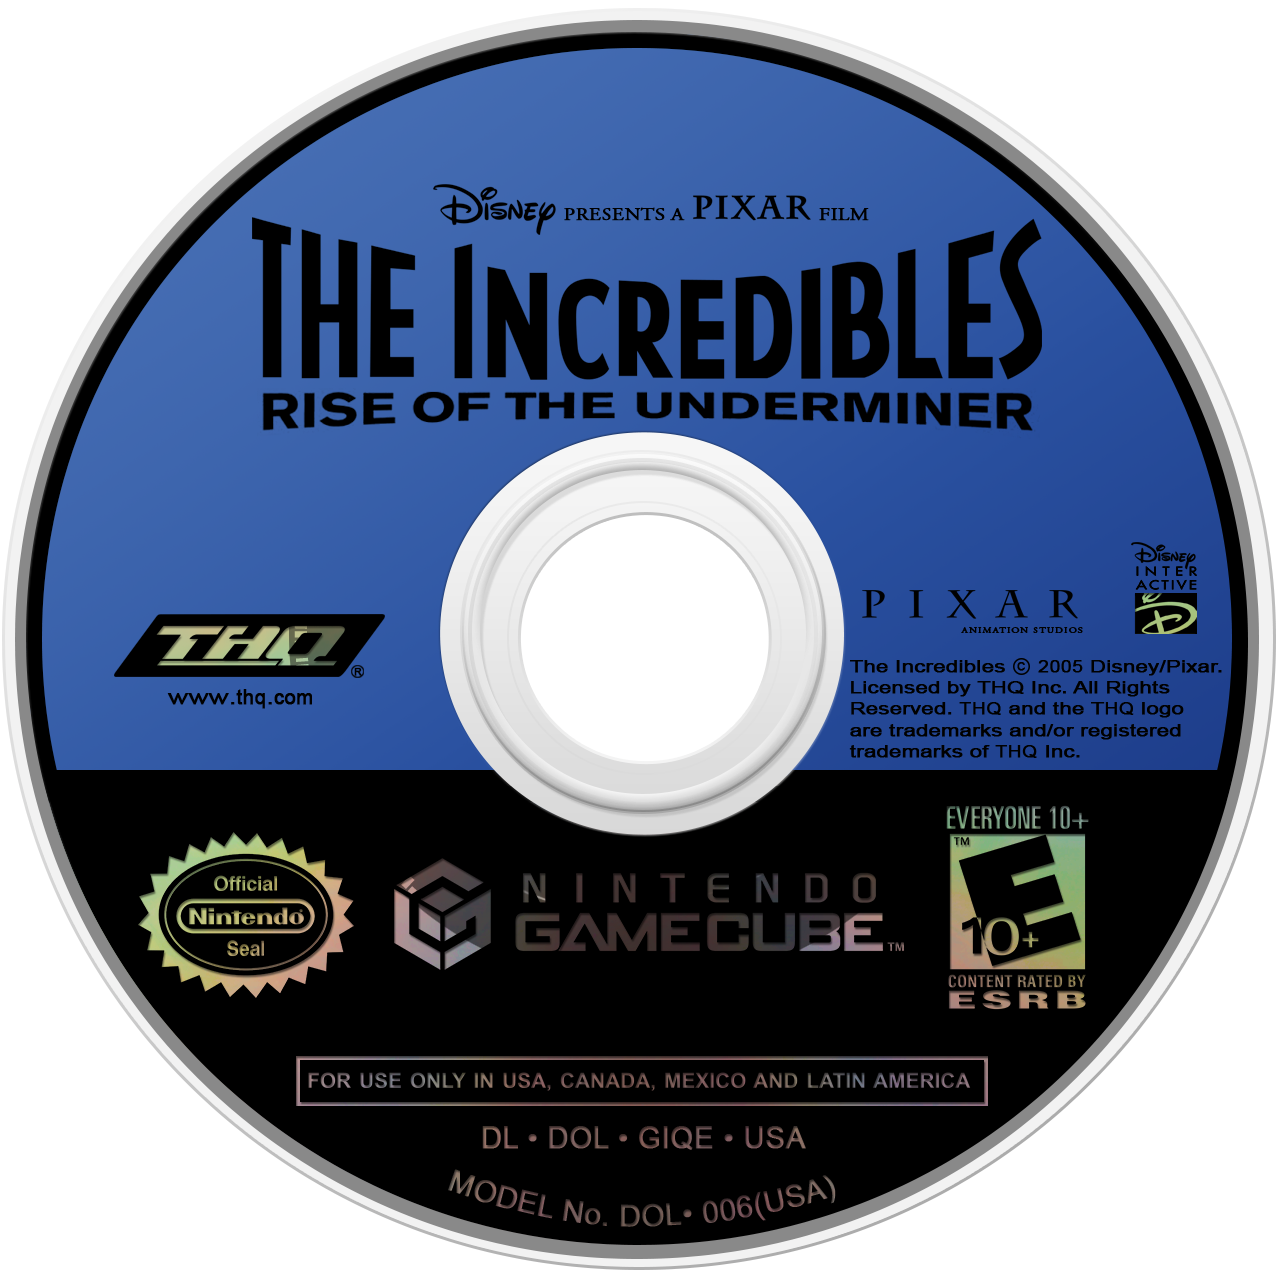 Disney PRESENTS A PIXAR FILM
THE INCREDIBLES
RISE OF THE UNDERMINER
THQ®
www.thq.com
PIXAR
ANIMATION STUDIOS
Disney
INTER
ACTIVE
D
The Incredibles © 2005 Disney/Pixar.
Licensed by THQ Inc. All Rights
Reserved. THQ and the THQ logo
are trademarks and/or registered
trademarks of THQ Inc.
Official
Nintendo®
Seal
NINTENDO
GAMECUBE™
EVERYONE 10+
™
E
10+
CONTENT RATED BY
ESRB
FOR USE ONLY IN USA, CANADA, MEXICO AND LATIN AMERICA
DL • DOL • GIQE • USA
MODEL No. DOL• 006(USA)